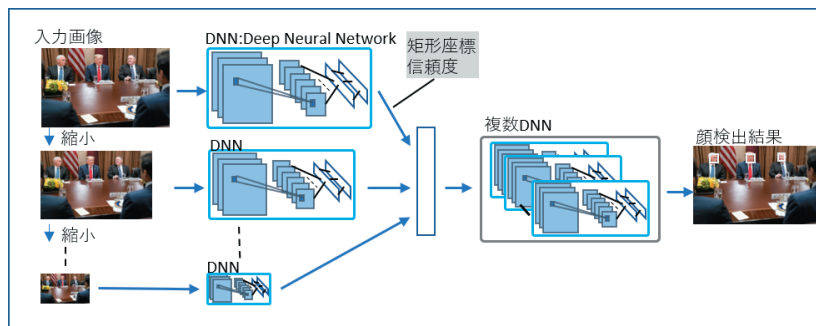 入力画像
DNN:Deep Neural Network
矩形座標
信頼度
縮小
DNN
複数DNN
顔検出結果
縮小
DNN